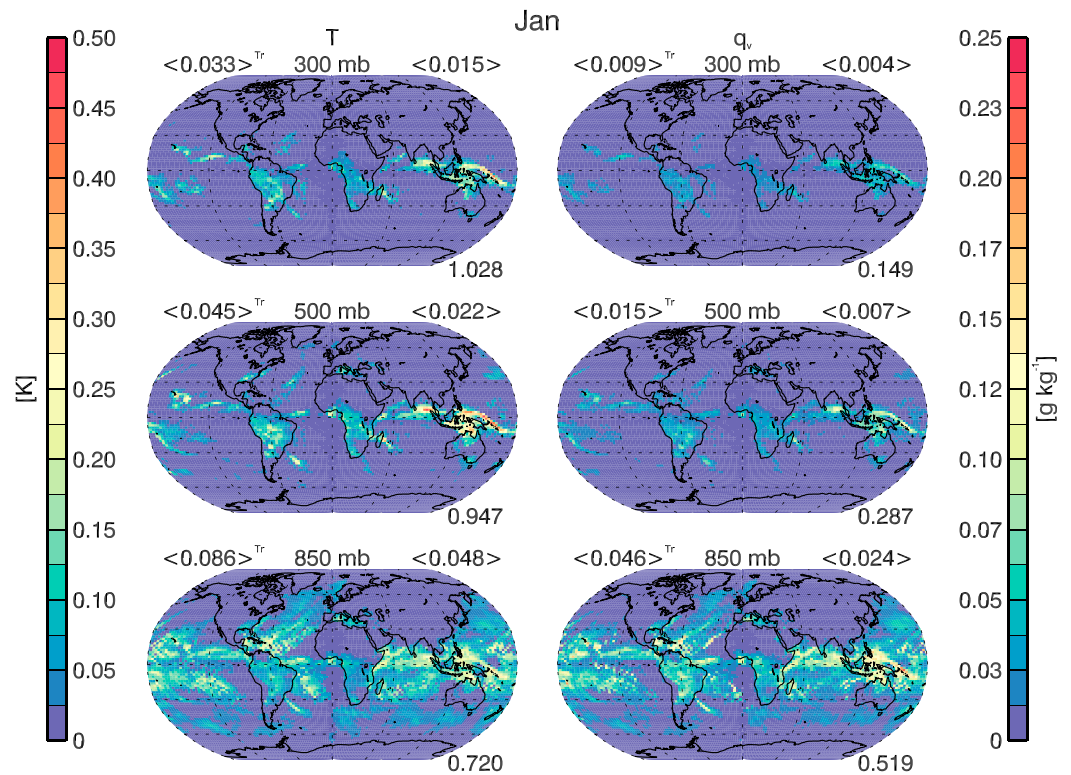 Jan
T
q_v
<0.033>^Tr 300 mb <0.015>
<0.009>^Tr 300 mb <0.004>
1.028
0.149
<0.045>^Tr 500 mb <0.022>
<0.015>^Tr 500 mb <0.007>
0.947
0.287
<0.086>^Tr 850 mb <0.048>
<0.046>^Tr 850 mb <0.024>
0.720
0.519
[K]
0.50
0.45
0.40
0.35
0.30
0.25
0.20
0.15
0.10
0.05
0
0.25
0.23
0.20
0.17
0.15
0.12
0.10
0.07
0.05
0.03
0
[g kg^-1]